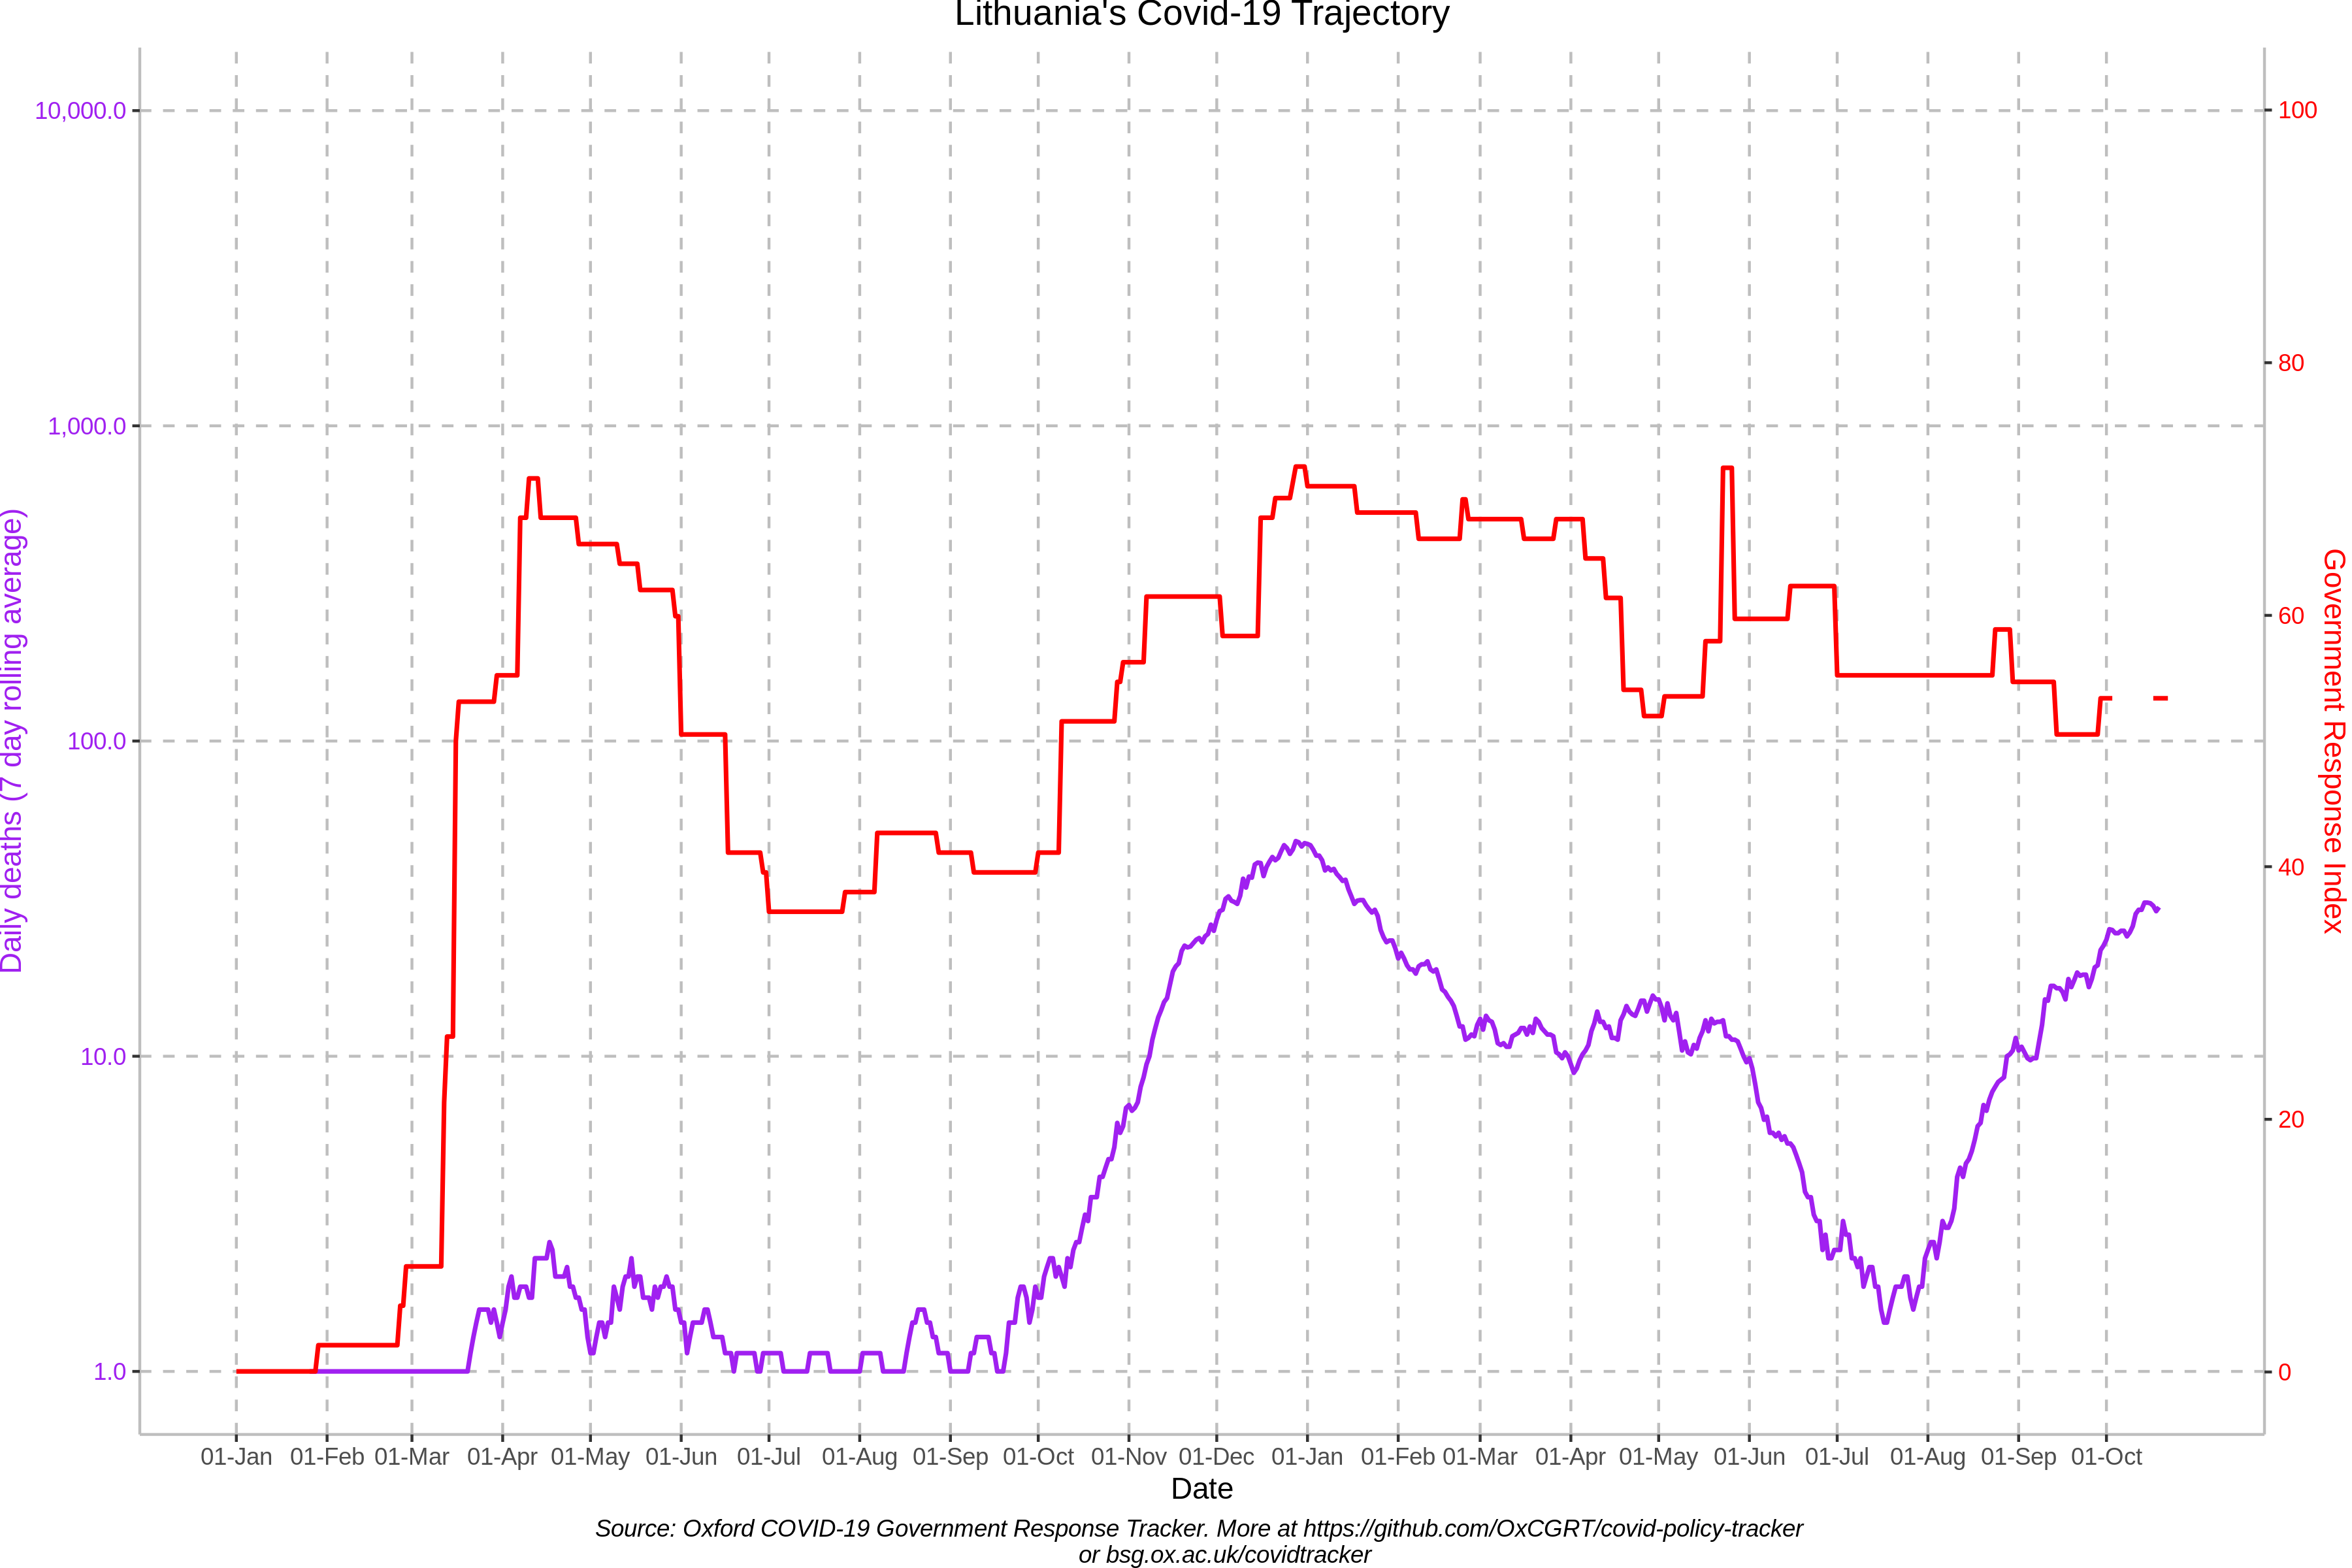 Lithuania's Covid-19 Trajectory
10,000.0
1,000.0
100.0
10.0
1.0
Daily deaths (7 day rolling average)
100
80
60
40
20
0
Government Response Index
01-Jan 01-Feb 01-Mar 01-Apr 01-May 01-Jun 01-Jul 01-Aug 01-Sep 01-Oct 01-Nov 01-Dec 01-Jan 01-Feb 01-Mar 01-Apr 01-May 01-Jun 01-Jul 01-Aug 01-Sep 01-Oct
Date
Source: Oxford COVID-19 Government Response Tracker. More at https://github.com/OxCGRT/covid-policy-tracker
or bsg.ox.ac.uk/covidtracker